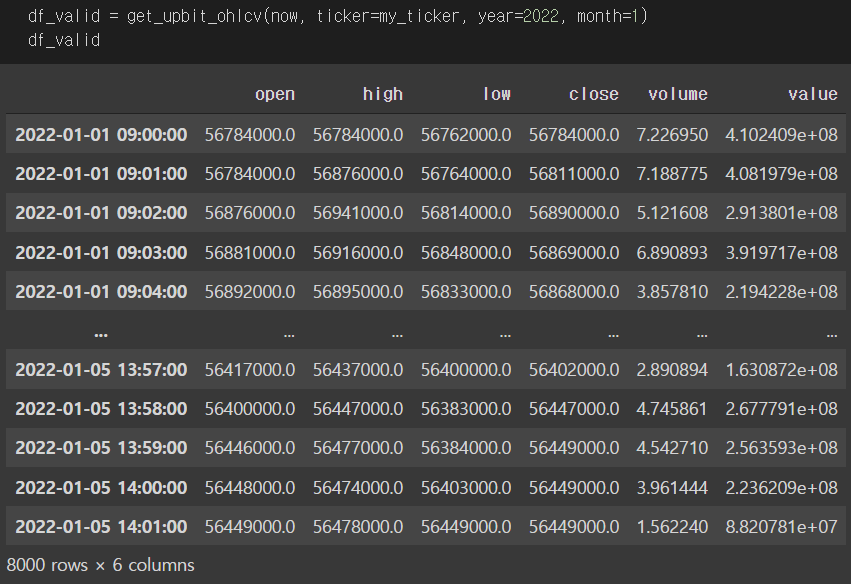 df_valid = get_upbit_ohlcv(now, ticker=my_ticker, year=2022, month=1)
df_valid
open high low close volume value
2022-01-01 09:00:00 56784000.0 56784000.0 56762000.0 56784000.0 7.226950 4.102409e+08
2022-01-01 09:01:00 56784000.0 56876000.0 56764000.0 56811000.0 7.188775 4.081979e+08
2022-01-01 09:02:00 56876000.0 56941000.0 56814000.0 56890000.0 5.121608 2.913801e+08
2022-01-01 09:03:00 56881000.0 56916000.0 56848000.0 56869000.0 6.890893 3.919717e+08
2022-01-01 09:04:00 56892000.0 56895000.0 56833000.0 56868000.0 3.857810 2.194228e+08
... ... ... ... ... ... ...
2022-01-05 13:57:00 56417000.0 56437000.0 56400000.0 56402000.0 2.890894 1.630872e+08
2022-01-05 13:58:00 56400000.0 56447000.0 56383000.0 56447000.0 4.745861 2.677791e+08
2022-01-05 13:59:00 56446000.0 56477000.0 56384000.0 56449000.0 4.542710 2.563593e+08
2022-01-05 14:00:00 56448000.0 56474000.0 56403000.0 56449000.0 3.961444 2.236209e+08
2022-01-05 14:01:00 56449000.0 56478000.0 56449000.0 56449000.0 1.562240 8.820781e+07
8000 rows × 6 columns